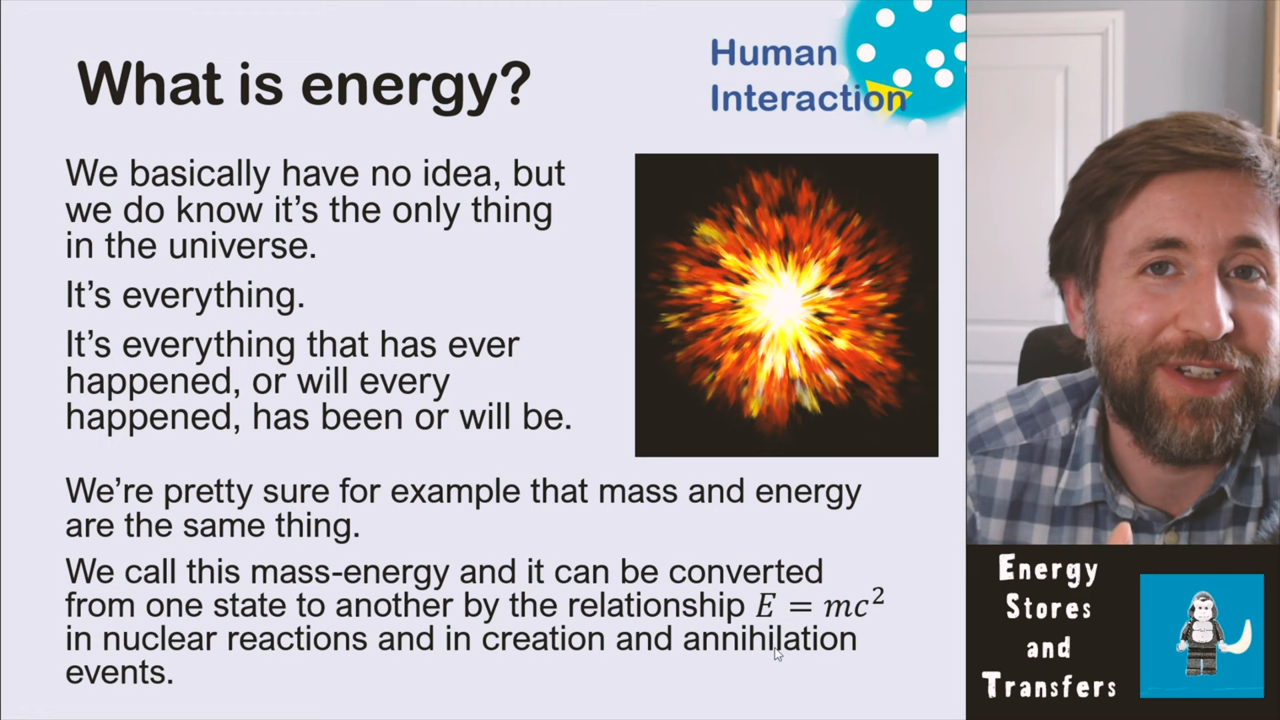 What is energy?
Human
Interaction
We basically have no idea, but
we do know it's the only thing
in the universe.
It's everything.
It's everything that has ever
happened, or will every
happened, has been or will be.
We're pretty sure for example that mass and energy
are the same thing.
We call this mass-energy and it can be converted
from one state to another by the relationship E = mc²
in nuclear reactions and in creation and annihilation
events.
Energy
Stores
and
Transfers